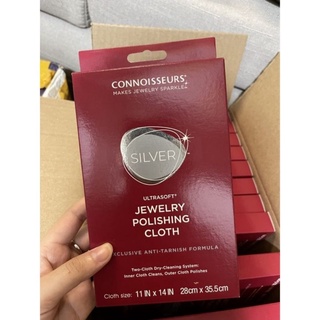 CONNOISSEURS
MAKES JEWELRY SPARKLE
SILVER
ULTRASOFT®
JEWELRY
POLISHING
CLOTH
EXCLUSIVE ANTI-TARNISH FORMULA
Two-Cloth Dry-Cleaning System:
Inner Cloth Cleans, Outer Cloth Polishes
Cloth size: 11 IN x 14 IN 28cm x 35.5cm